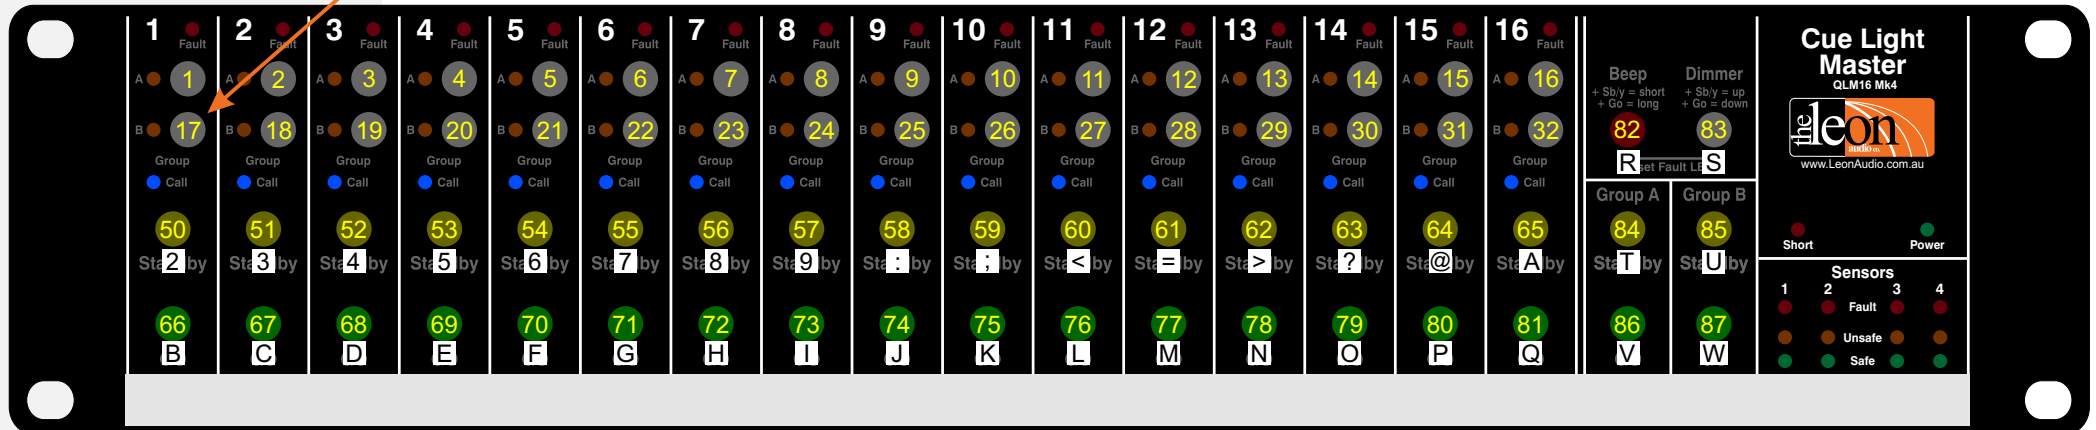 1 2 3 4 5 6 7 8 9 10 11 12 13 14 15 16
Fault Fault Fault Fault Fault Fault Fault Fault Fault Fault Fault Fault Fault Fault Fault Fault
A 1 A 2 A 3 A 4 A 5 A 6 A 7 A 8 A 9 A 10 A 11 A 12 A 13 A 14 A 15 A 16
B 17 B 18 B 19 B 20 B 21 B 22 B 23 B 24 B 25 B 26 B 27 B 28 B 29 B 30 B 31 B 32
Group Group Group Group Group Group Group Group Group Group Group Group Group Group Group Group
Call Call Call Call Call Call Call Call Call Call Call Call Call Call Call Call
50 51 52 53 54 55 56 57 58 59 60 61 62 63 64 65
2 3 4 5 6 7 8 9 : ; < = > ? @ A
66 67 68 69 70 71 72 73 74 75 76 77 78 79 80 81
B C D E F G H I J K L M N O P Q
Beep Dimmer
+ Sb/y = short + Sb/y = up
+ Go = long + Go = down
82 83
R S
Group A Group B
84 85
T U
86 87
V W
Cue Light
Master
QLM16 Mk4
the leon
audio
www.LeonAudio.com.au
Short Power
Sensors
1 2 3 4
Fault
Unsafe
Safe